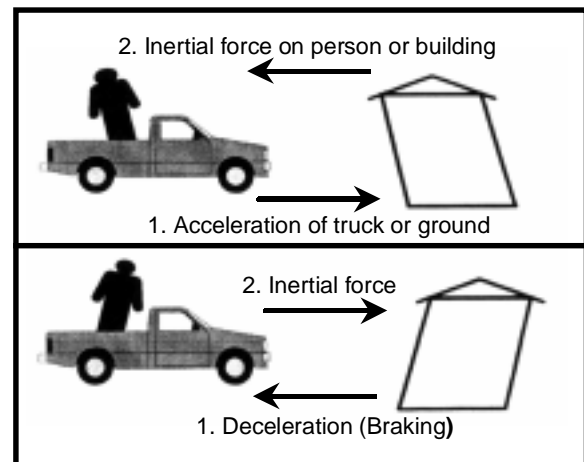 2. Inertial force on person or building
1. Acceleration of truck or ground
2. Inertial force
1. Deceleration (Braking)